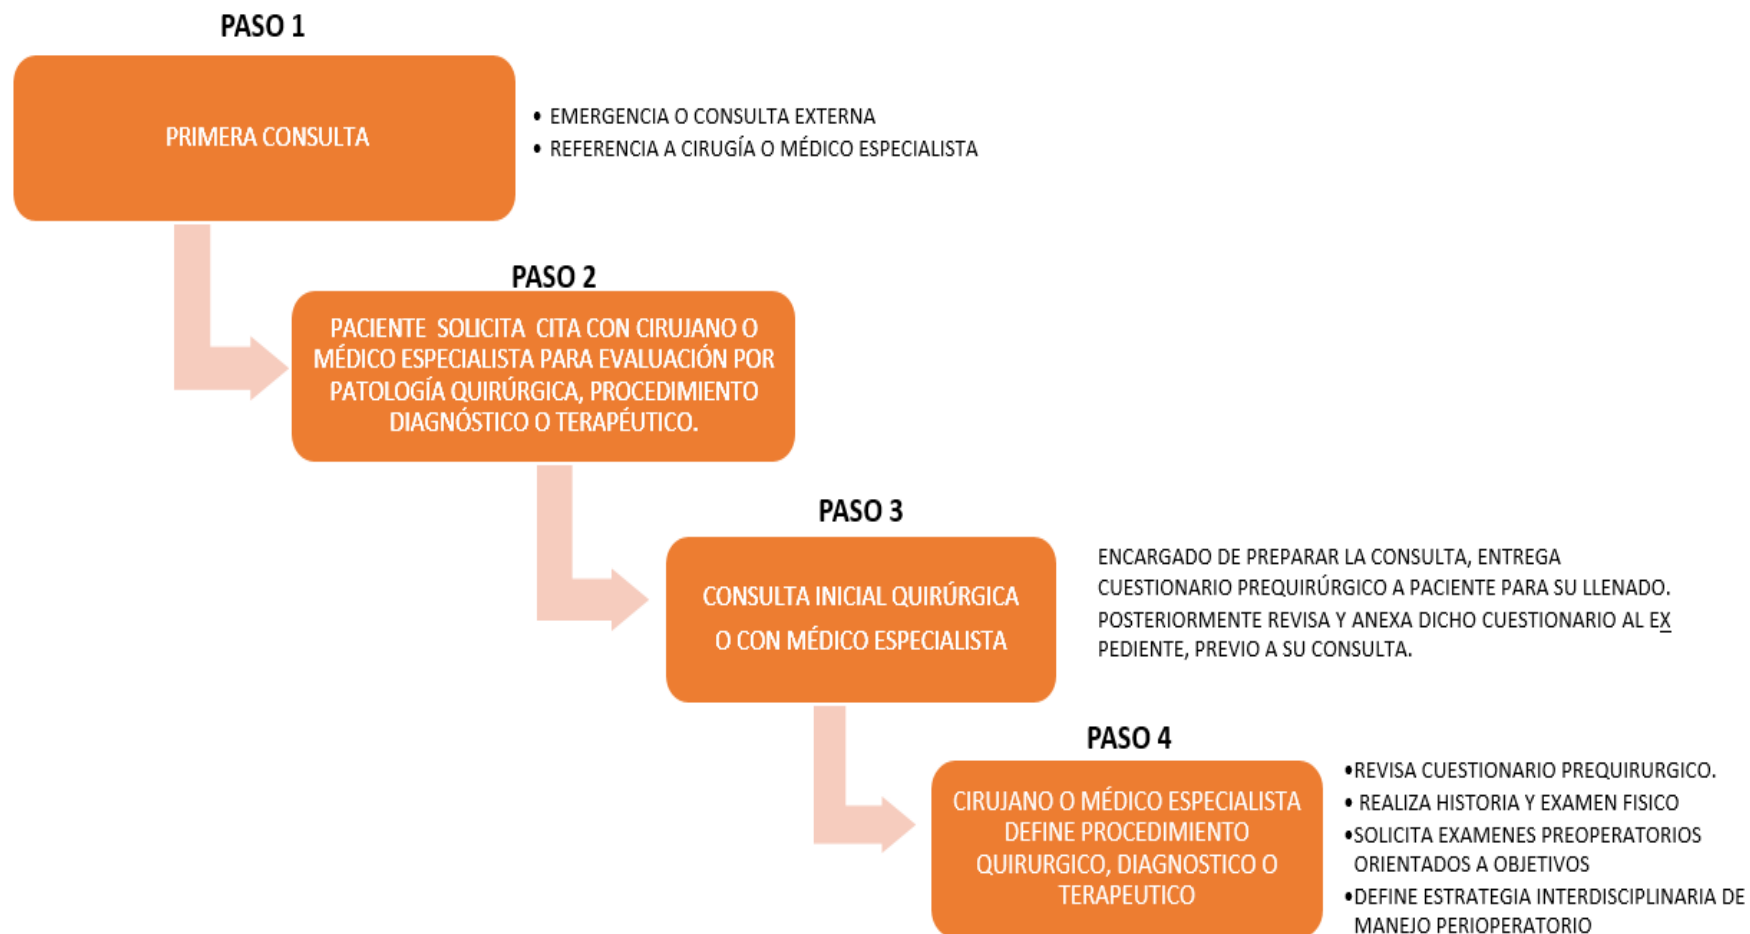 PASO 1
PRIMERA CONSULTA
• EMERGENCIA O CONSULTA EXTERNA
• REFERENCIA A CIRUGÍA O MÉDICO ESPECIALISTA
PASO 2
PACIENTE SOLICITA CITA CON CIRUJANO O
MÉDICO ESPECIALISTA PARA EVALUACIÓN POR
PATOLOGÍA QUIRÚRGICA, PROCEDIMIENTO
DIAGNÓSTICO O TERAPÉUTICO.
PASO 3
CONSULTA INICIAL QUIRÚRGICA
O CON MÉDICO ESPECIALISTA
ENCARGADO DE PREPARAR LA CONSULTA, ENTREGA
CUESTIONARIO PREQUIRÚRGICO A PACIENTE PARA SU LLENADO.
POSTERIORMENTE REVISA Y ANEXA DICHO CUESTIONARIO AL EX
PEDIENTE, PREVIO A SU CONSULTA.
PASO 4
CIRUJANO O MÉDICO ESPECIALISTA
DEFINE PROCEDIMIENTO
QUIRURGICO, DIAGNOSTICO O
TERAPEUTICO
•REVISA CUESTIONARIO PREQUIRURGICO.
• REALIZA HISTORIA Y EXAMEN FISICO
•SOLICITA EXAMENES PREOPERATORIOS
ORIENTADOS A OBJETIVOS
•DEFINE ESTRATEGIA INTERDISCIPLINARIA DE
MANEJO PERIOPERATORIO